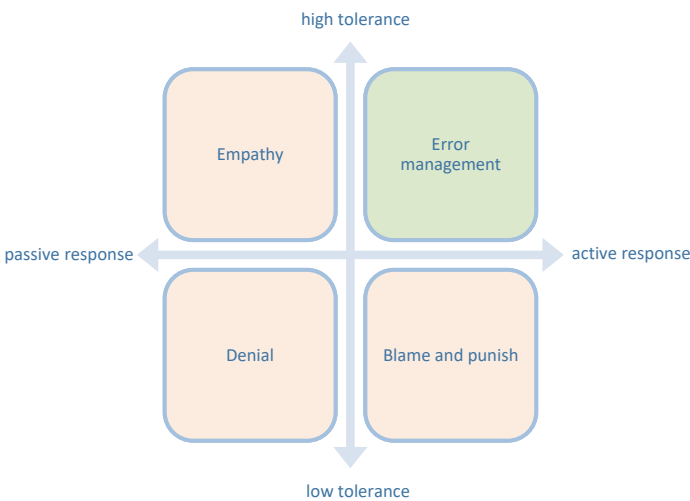 high tolerance
Empathy
Error
management
passive response
active response
Denial
Blame and punish
low tolerance